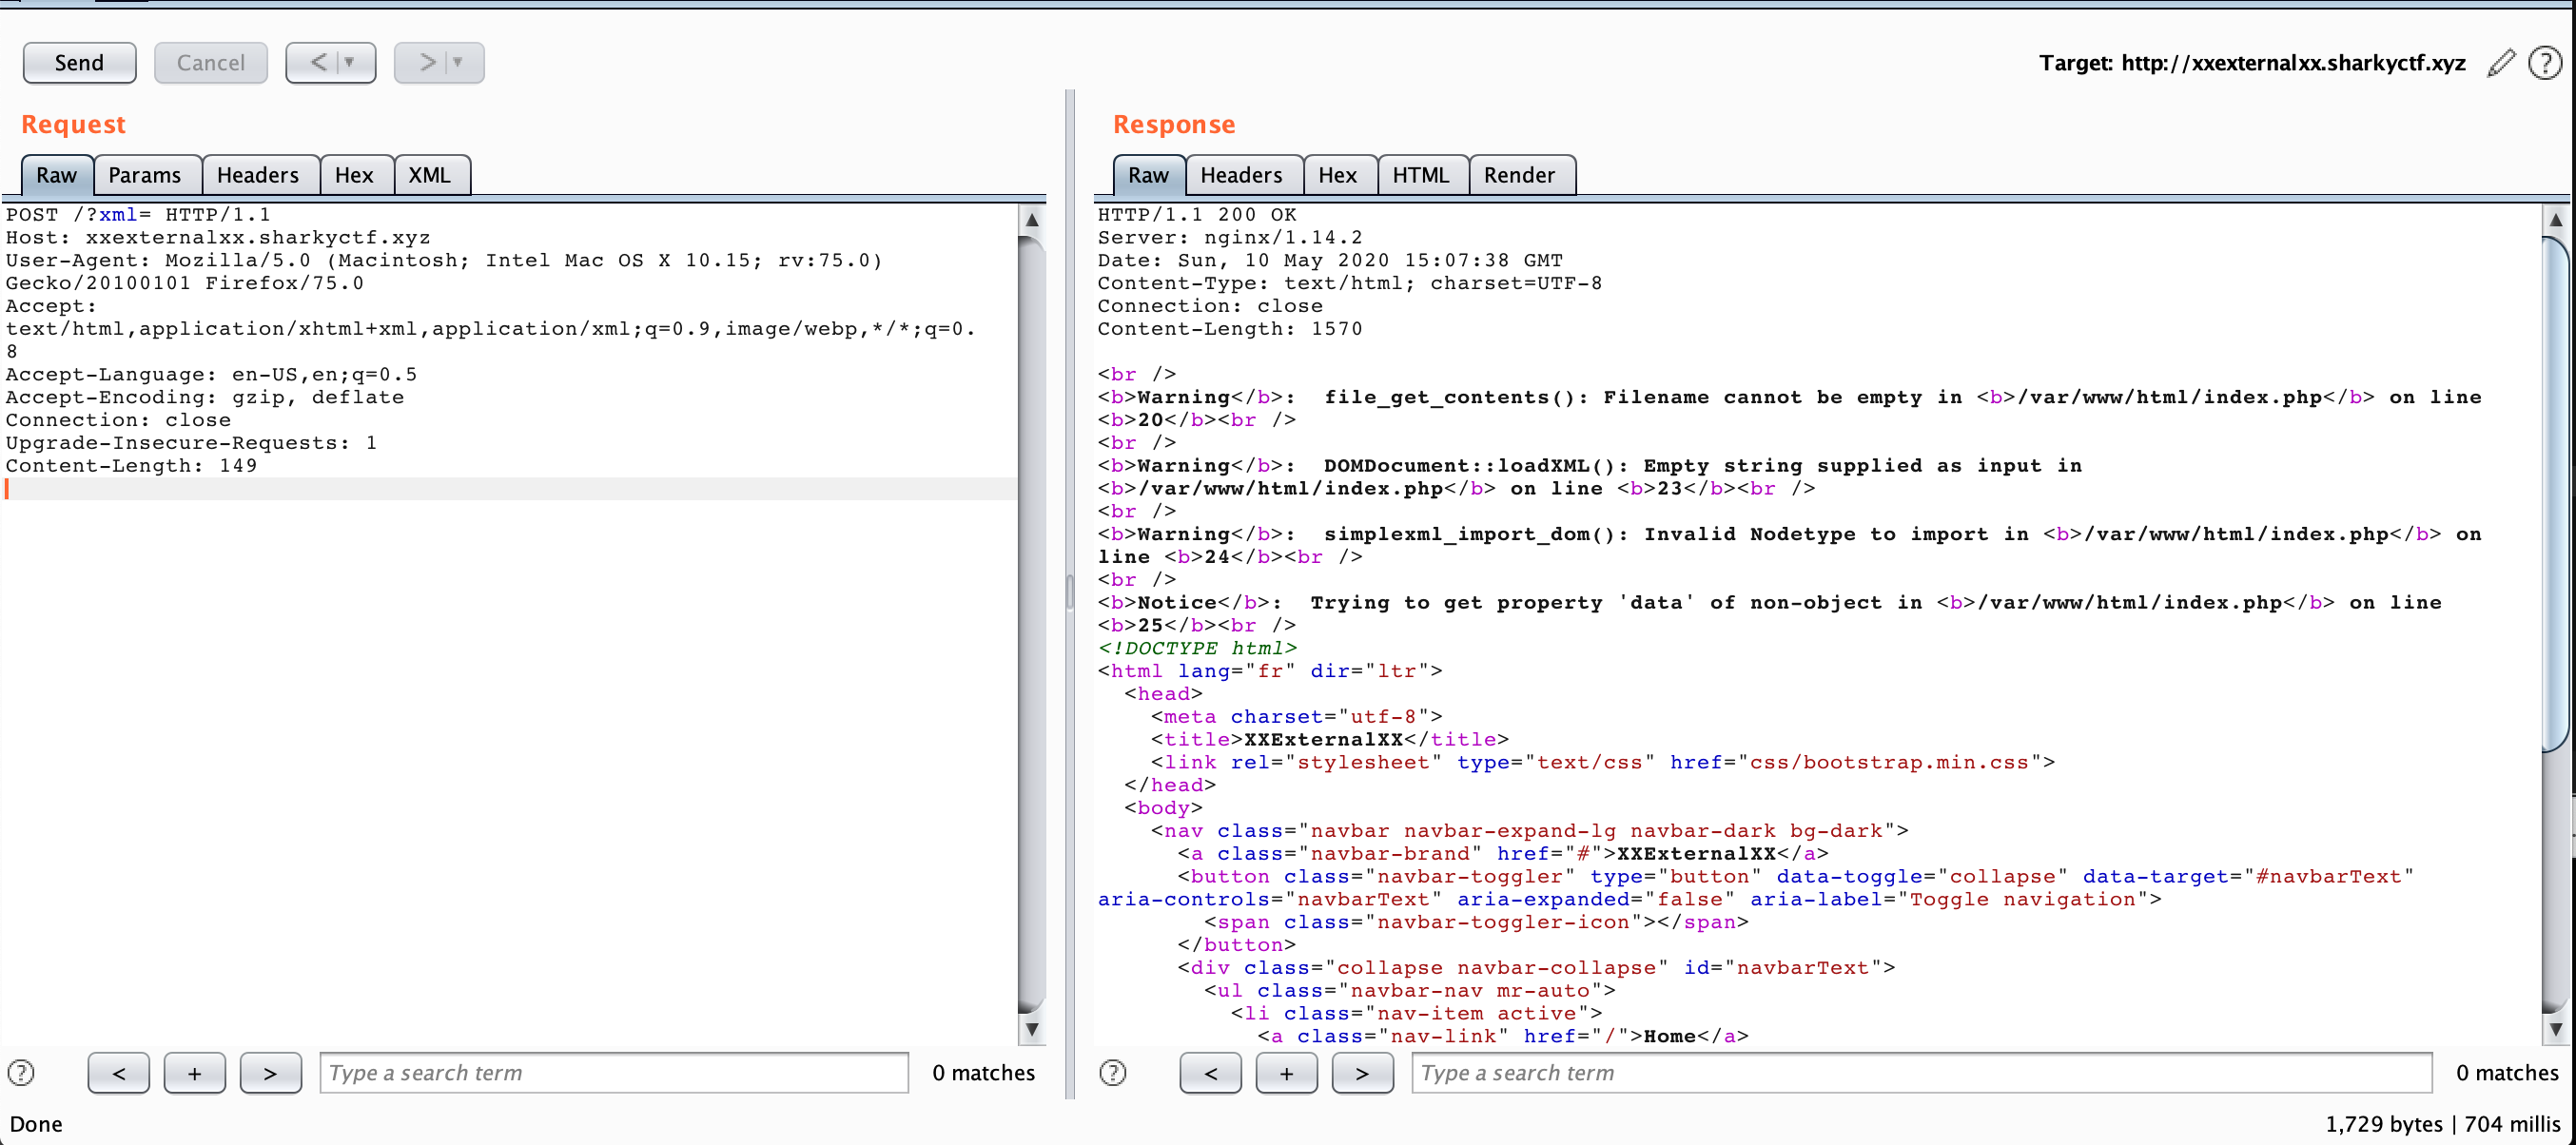 Send
Cancel
<
>
Target: http://xxexternalxx.sharkyctf.xyz
?
Request
Raw
Params
Headers
Hex
XML
POST /?xml= HTTP/1.1
Host: xxexternalxx.sharkyctf.xyz
User-Agent: Mozilla/5.0 (Macintosh; Intel Mac OS X 10.15; rv:75.0)
Gecko/20100101 Firefox/75.0
Accept:
text/html,application/xhtml+xml,application/xml;q=0.9,image/webp,*/*;q=0.
8
Accept-Language: en-US,en;q=0.5
Accept-Encoding: gzip, deflate
Connection: close
Upgrade-Insecure-Requests: 1
Content-Length: 149
?
<
+
>
Type a search term
0 matches
Response
Raw
Headers
Hex
HTML
Render
HTTP/1.1 200 OK
Server: nginx/1.14.2
Date: Sun, 10 May 2020 15:07:38 GMT
Content-Type: text/html; charset=UTF-8
Connection: close
Content-Length: 1570
<br />
<b>Warning</b>:  file_get_contents(): Filename cannot be empty in <b>/var/www/html/index.php</b> on line
<b>20</b><br />
<br />
<b>Warning</b>:  DOMDocument::loadXML(): Empty string supplied as input in
<b>/var/www/html/index.php</b> on line <b>23</b><br />
<br />
<b>Warning</b>:  simplexml_import_dom(): Invalid Nodetype to import in <b>/var/www/html/index.php</b> on
line <b>24</b><br />
<br />
<b>Notice</b>:  Trying to get property 'data' of non-object in <b>/var/www/html/index.php</b> on line
<b>25</b><br />
<!DOCTYPE html>
<html lang="fr" dir="ltr">
<head>
<meta charset="utf-8">
<title>XXExternalXX</title>
<link rel="stylesheet" type="text/css" href="css/bootstrap.min.css">
</head>
<body>
<nav class="navbar navbar-expand-lg navbar-dark bg-dark">
<a class="navbar-brand" href="#">XXExternalXX</a>
<button class="navbar-toggler" type="button" data-toggle="collapse" data-target="#navbarText"
aria-controls="navbarText" aria-expanded="false" aria-label="Toggle navigation">
<span class="navbar-toggler-icon"></span>
</button>
<div class="collapse navbar-collapse" id="navbarText">
<ul class="navbar-nav mr-auto">
<li class="nav-item active">
<a class="nav-link" href="/">Home</a>
?
<
+
>
Type a search term
0 matches
Done
1,729 bytes | 704 millis